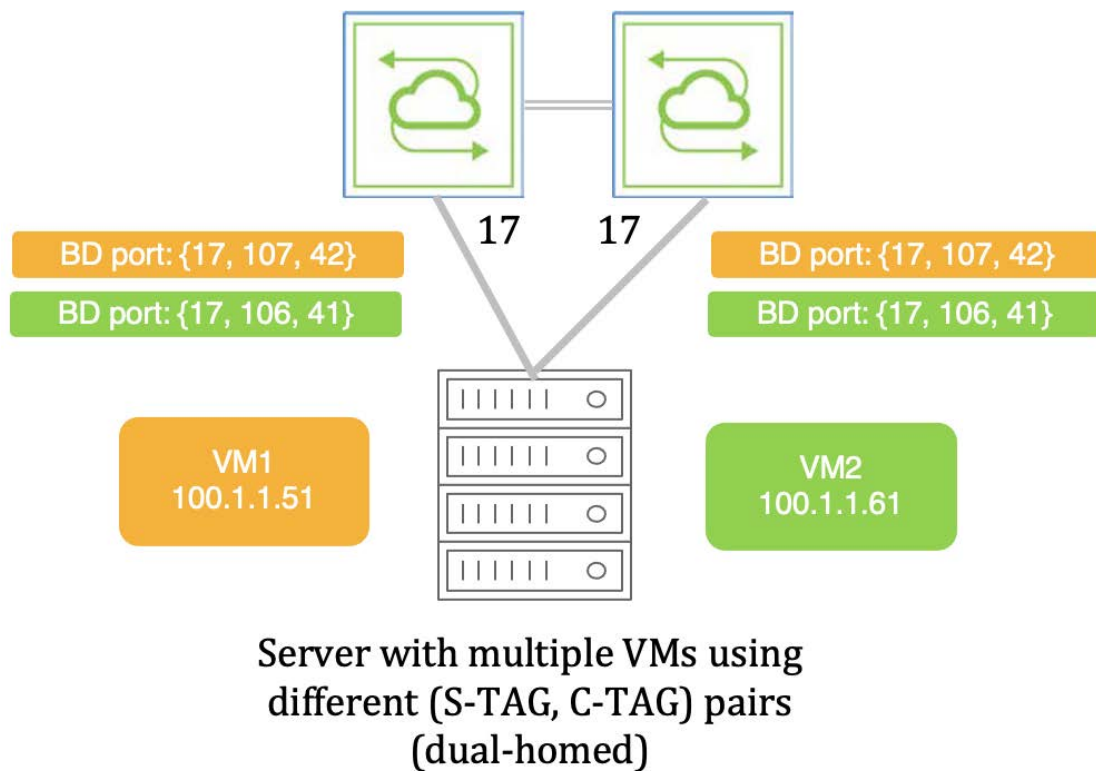 17 17
BD port: {17, 107, 42}
BD port: {17, 106, 41}
BD port: {17, 107, 42}
BD port: {17, 106, 41}
VM1
100.1.1.51
VM2
100.1.1.61
Server with multiple VMs using
different (S-TAG, C-TAG) pairs
(dual-homed)